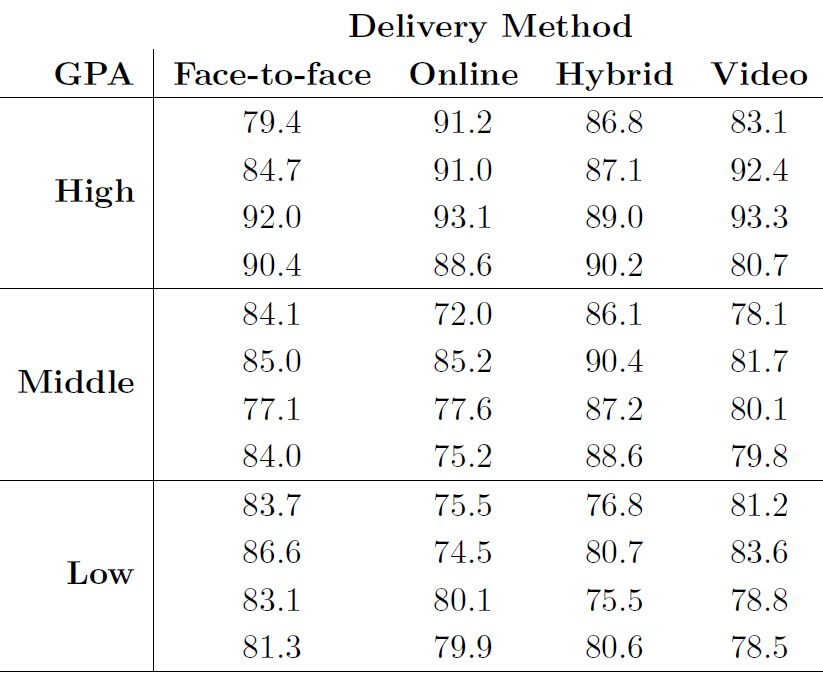 Delivery Method
GPA Face-to-face Online Hybrid Video
79.4 91.2 86.8 83.1
84.7 91.0 87.1 92.4
High
92.0 93.1 89.0 93.3
90.4 88.6 90.2 80.7
84.1 72.0 86.1 78.1
85.0 85.2 90.4 81.7
Middle
77.1 77.6 87.2 80.1
84.0 75.2 88.6 79.8
83.7 75.5 76.8 81.2
86.6 74.5 80.7 83.6
Low
83.1 80.1 75.5 78.8
81.3 79.9 80.6 78.5